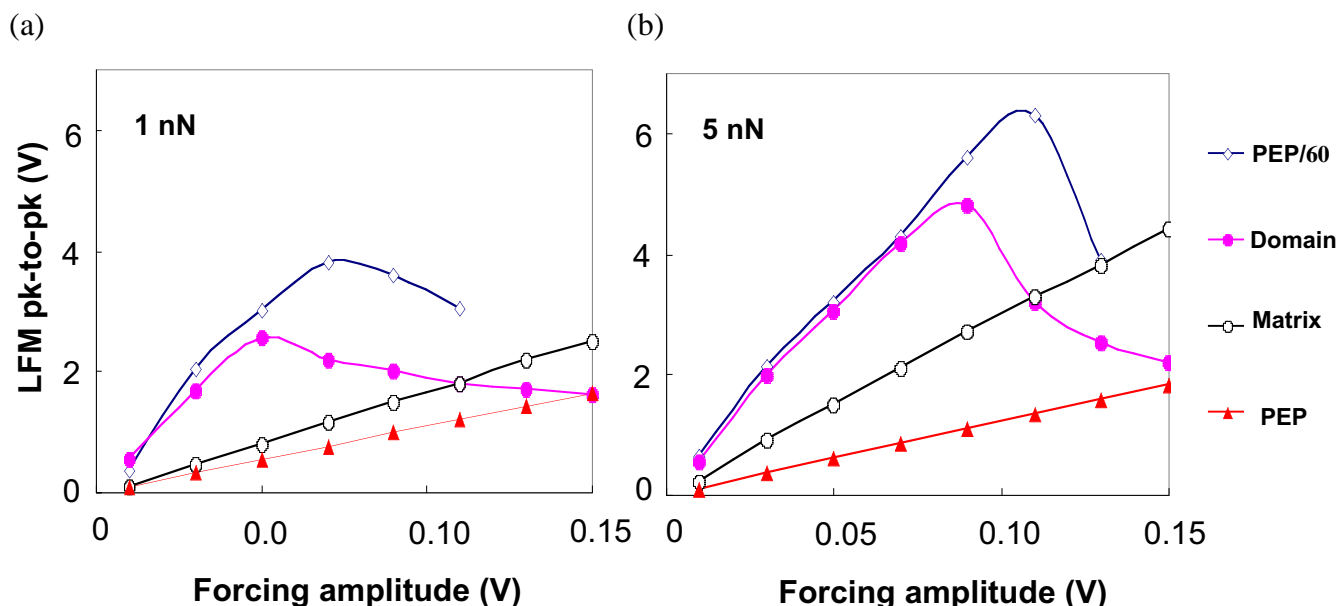 (a)
(b)
1 nN
5 nN
LFM pk-to-pk (V)
6
4
2
0
6
4
2
0
0
0.0
0.10
0.15
0
0.05
0.10
0.15
Forcing amplitude (V)
Forcing amplitude (V)
PEP/60
Domain
Matrix
PEP